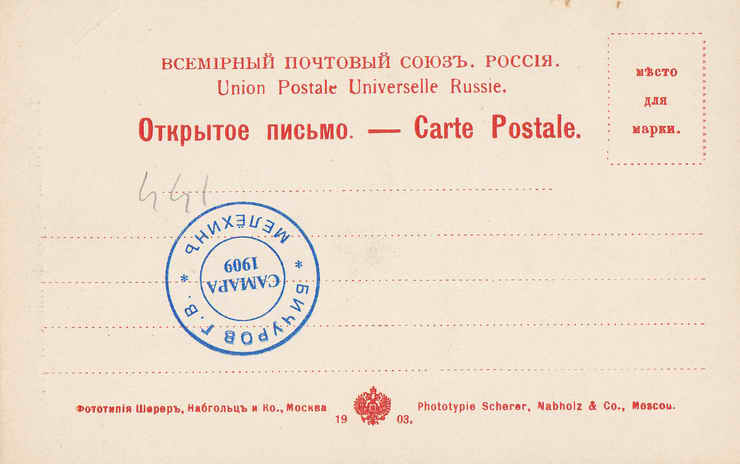 ВСЕМІРНЫЙ ПОЧТОВЫЙ СОЮЗЪ. РОССІЯ.
Union Postale Universelle Russie.
Открытое письмо. — Carte Postale.
мѣсто
для
марки.
441
МЕЛЁХИНЪ
* БИЧУРОВ Г.В. *
САМАРА
1909
Фототипія Шереръ, Набгольцъ и Ко., Москва
19 03.
Phototypie Scherer, Nabholz & Co., Moscou.